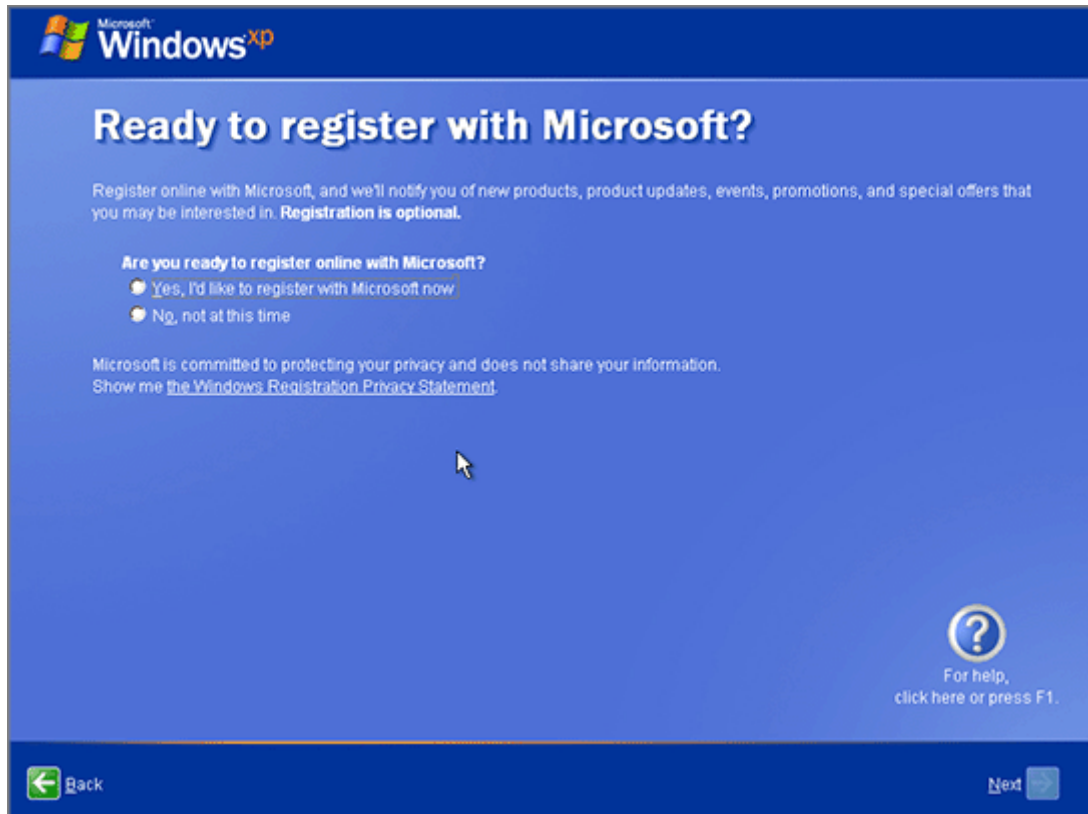 Microsoft
Windows xp
Ready to register with Microsoft?
Register online with Microsoft, and we'll notify you of new products, product updates, events, promotions, and special offers that
you may be interested in. Registration is optional.
Are you ready to register online with Microsoft?
Yes, I'd like to register with Microsoft now
No, not at this time
Microsoft is committed to protecting your privacy and does not share your information.
Show me the Windows Registration Privacy Statement.
?
For help,
click here or press F1.
Back
Next